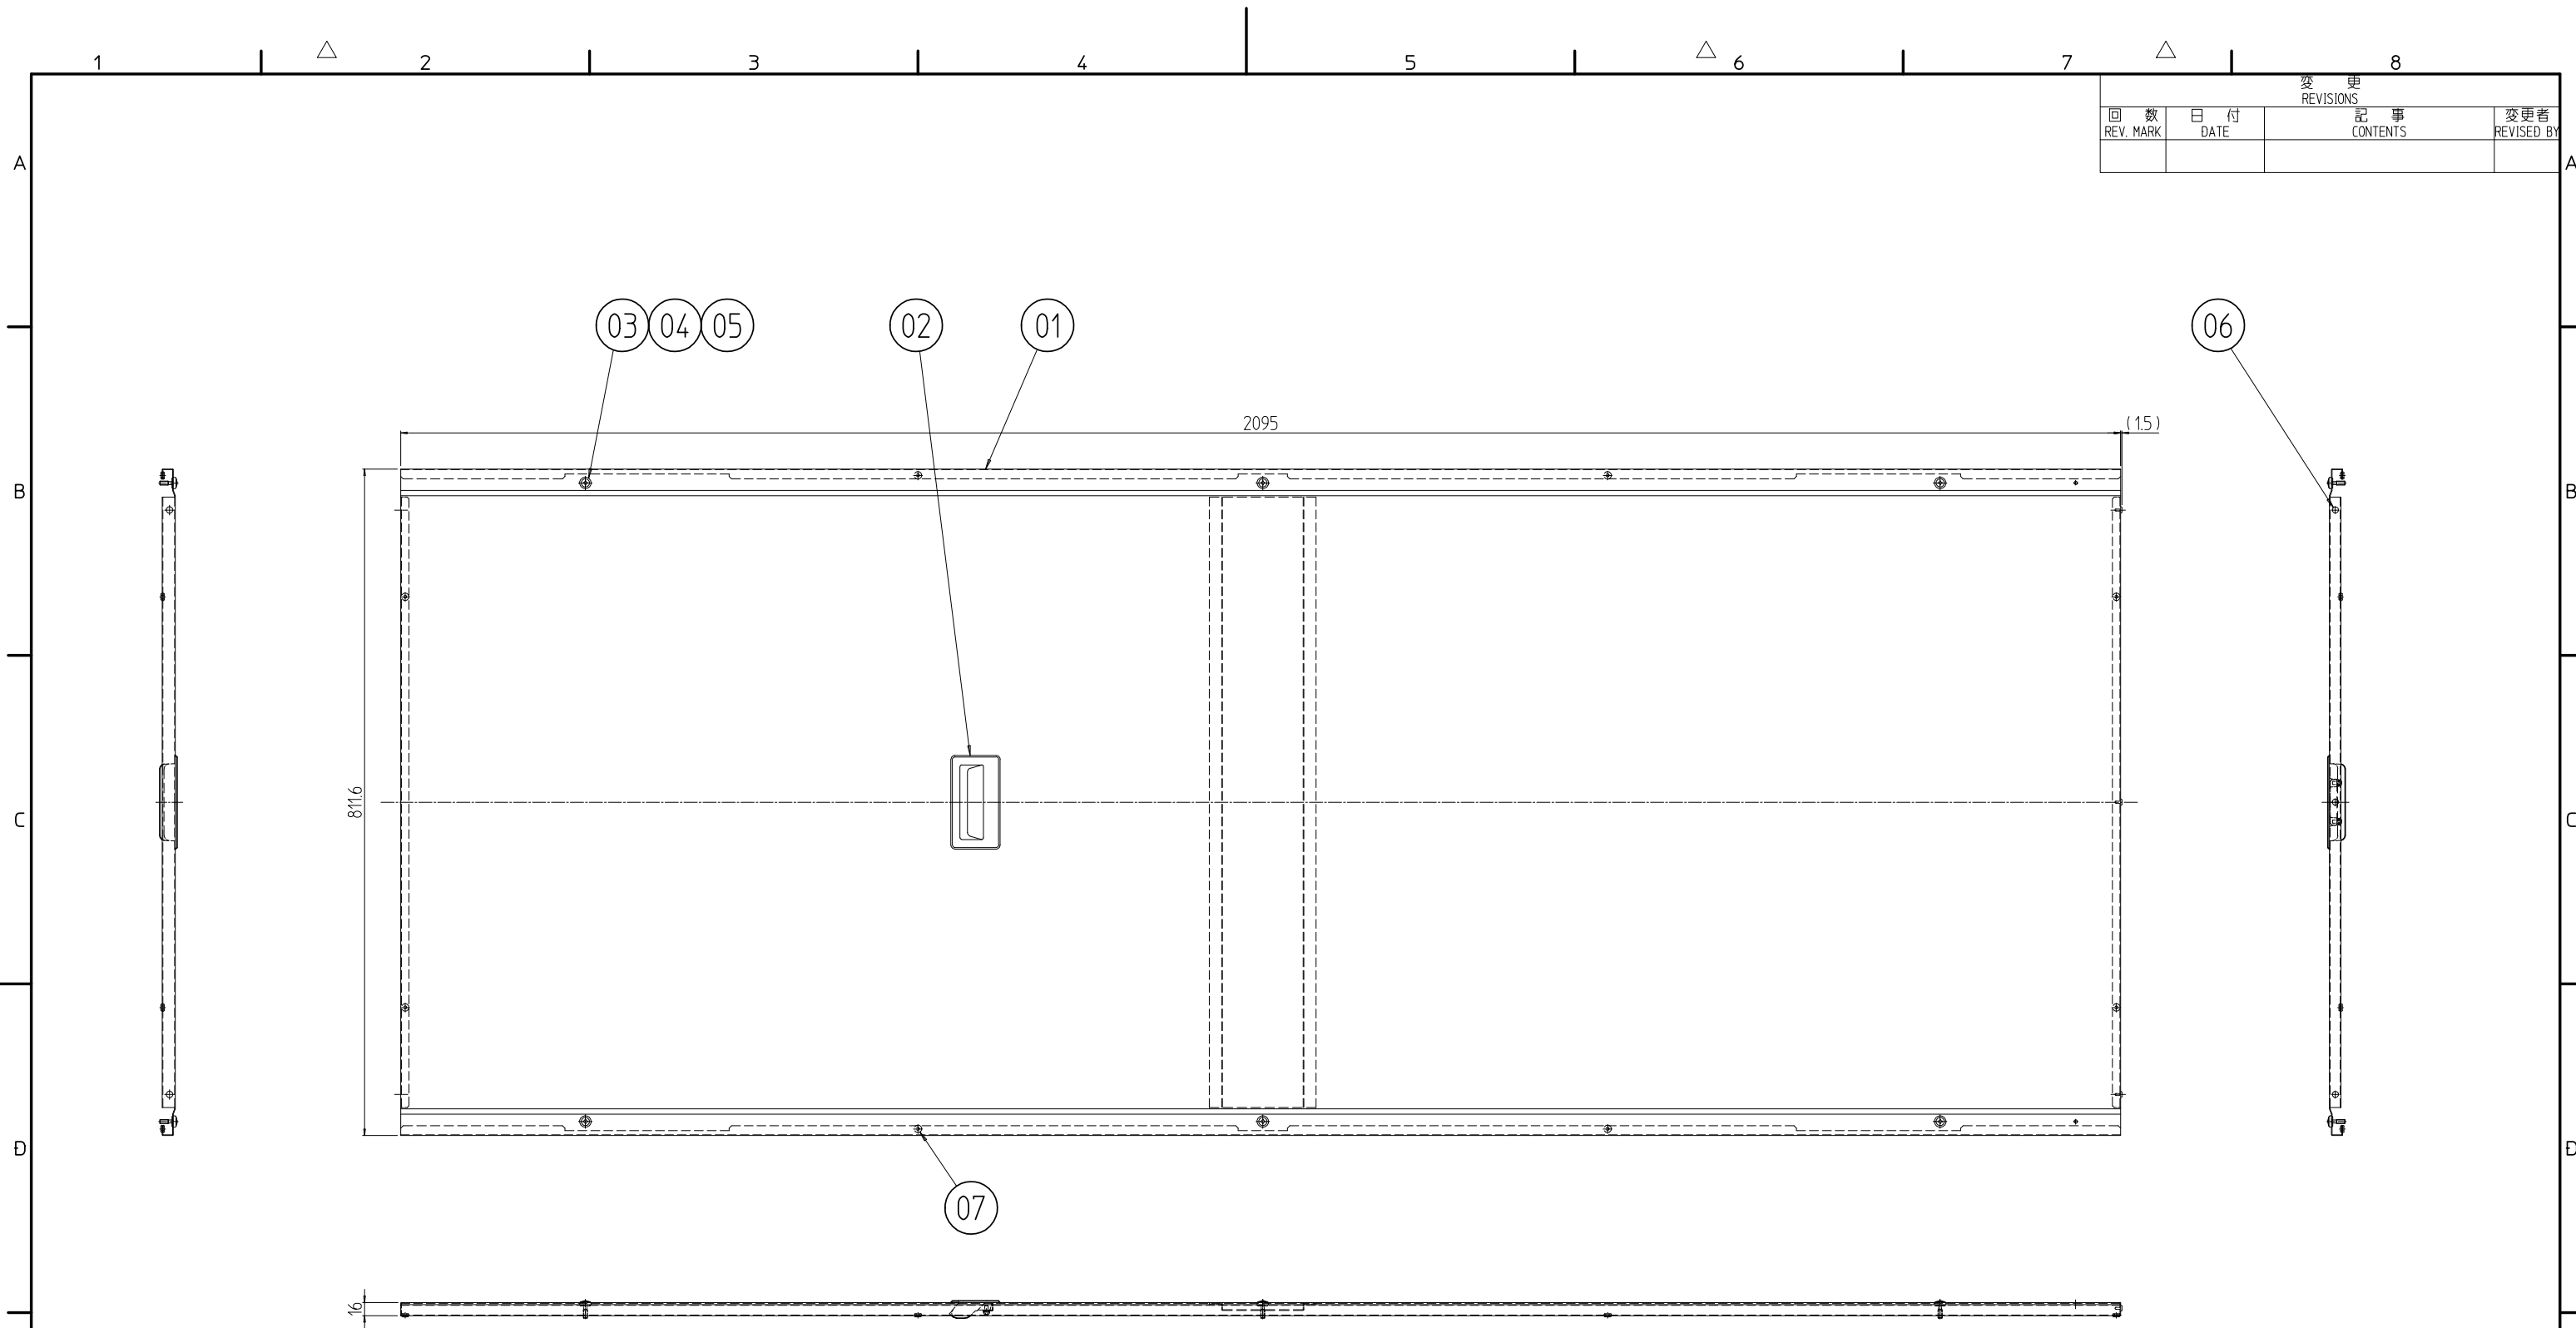 1 2 3 4 5 6 7 8
変 更
REVISIONS
回 数 日 付 記 事 変更者
REV. MARK DATE CONTENTS REVISED BY
A A
03 04 05 02 01 06
2095 (1.5)
B B
811.6
C C
D D
07
16